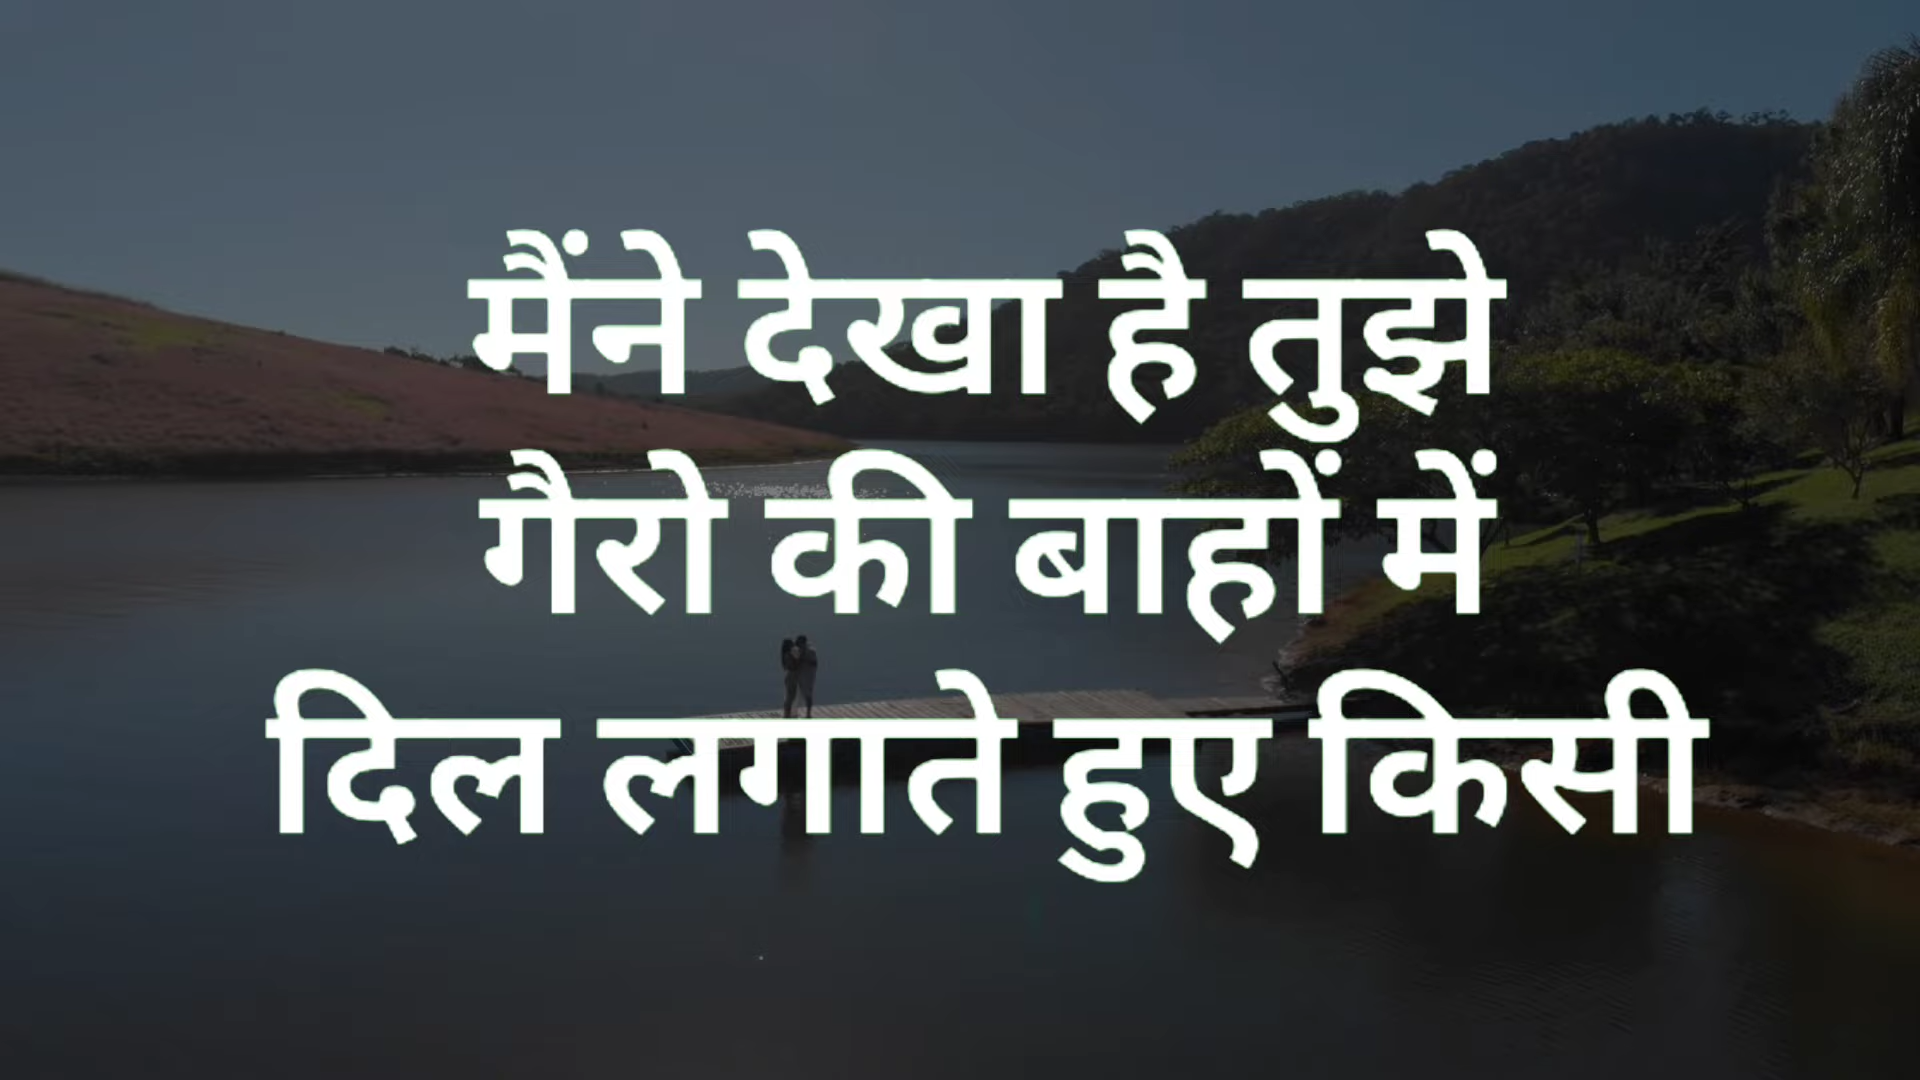 मैंने देखा है तुझे
गैरो की बाहों में
दिल लगाते हुए किसी